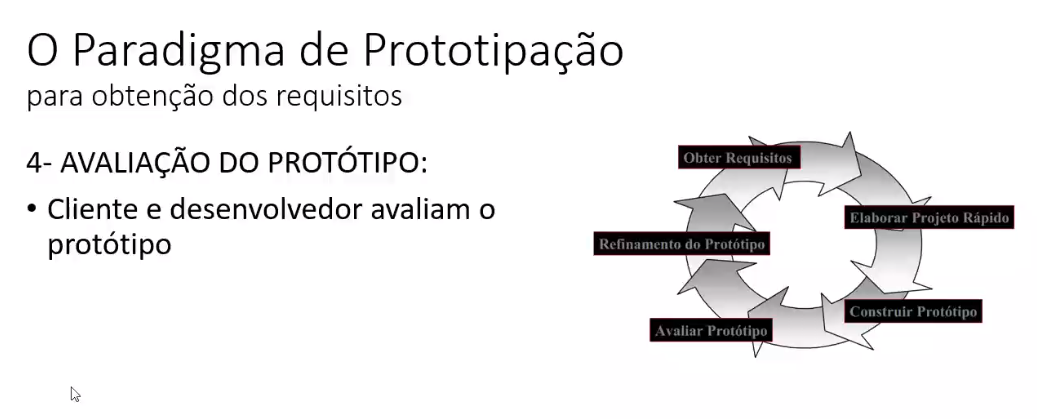 O Paradigma de Prototipação
para obtenção dos requisitos
4- AVALIAÇÃO DO PROTÓTIPO:
• Cliente e desenvolvedor avaliam o
protótipo
Obter Requisitos
Elaborar Projeto Rápido
Construir Protótipo
Avaliar Protótipo
Refinamento do Protótipo